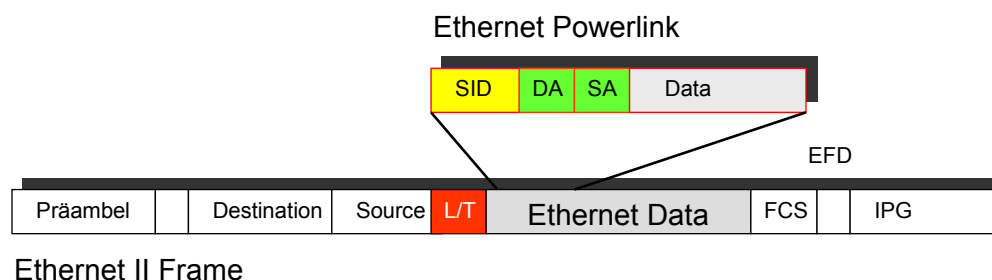 Ethernet Powerlink
SID DA SA Data
EFD
Präambel Destination Source L/T Ethernet Data FCS IPG
Ethernet II Frame